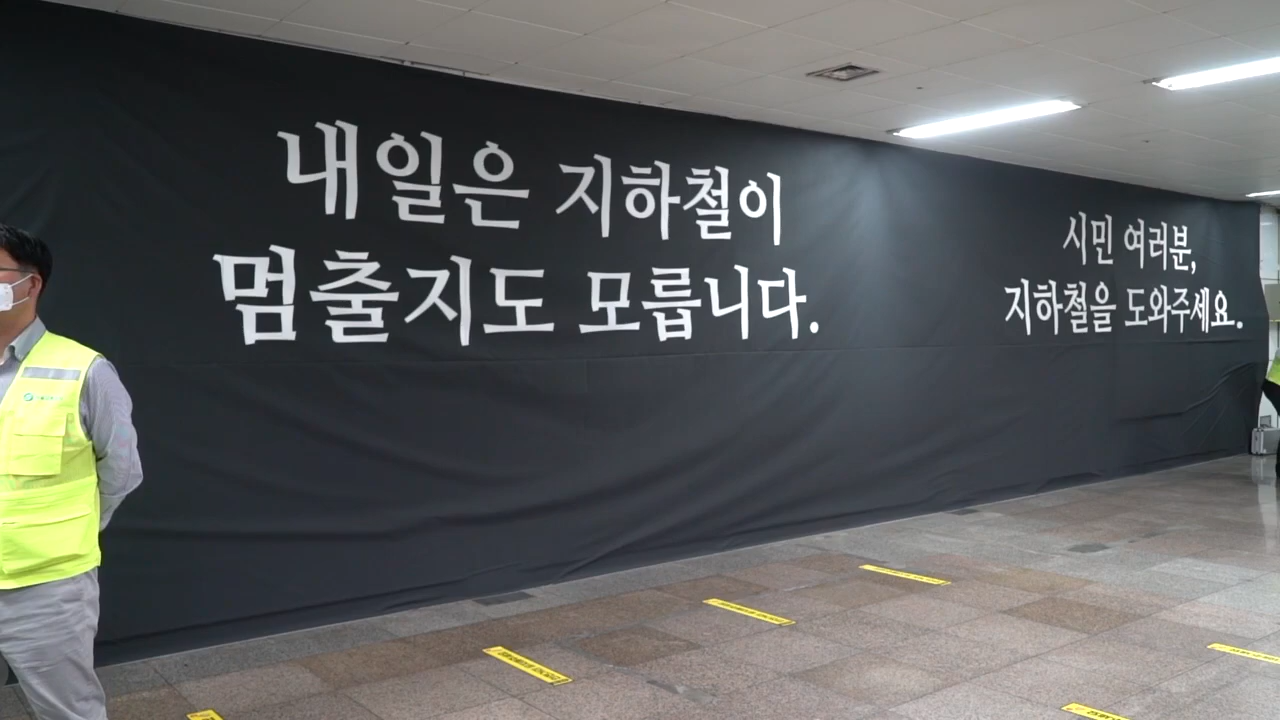 내일은 지하철이
멈출지도 모릅니다.
시민 여러분,
지하철을 도와주세요.